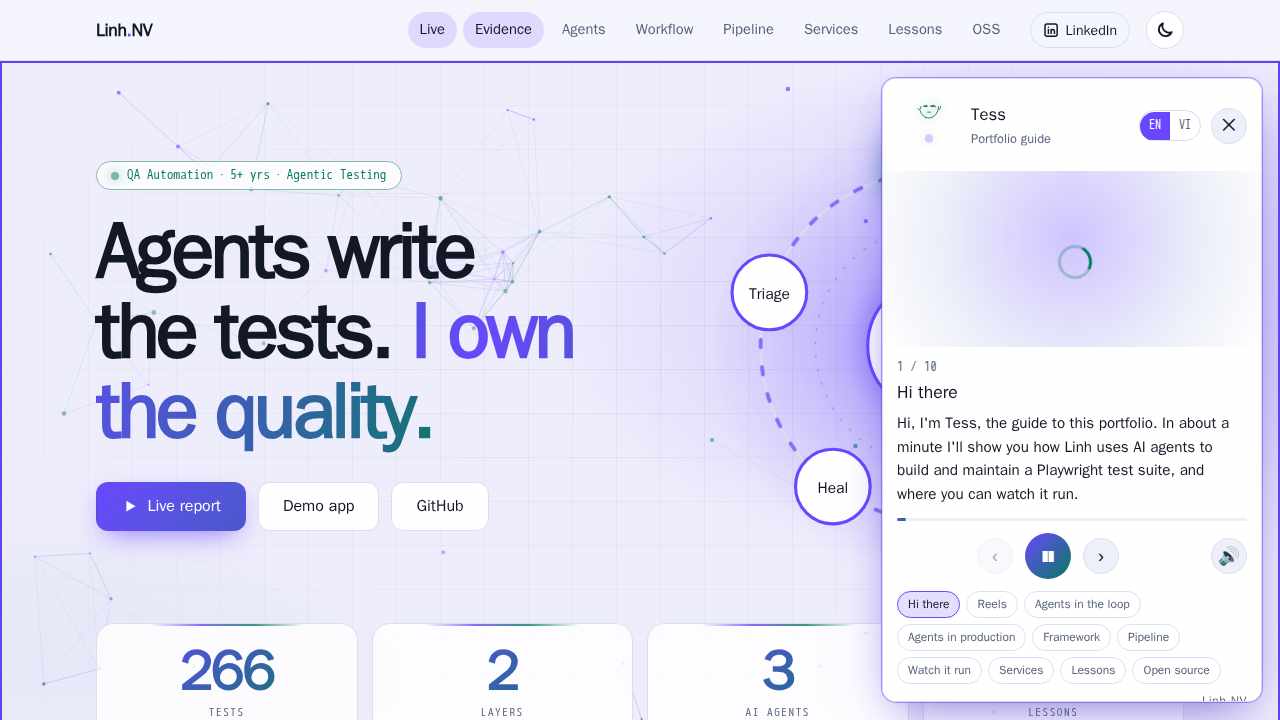 Linh.NV
Live
Evidence
Agents
Workflow
Pipeline
Services
Lessons
OSS
LinkedIn
QA Automation · 5+ yrs · Agentic Testing
Agents write
the tests. I own
the quality.
Live report
Demo app
GitHub
266
TESTS
2
LAYERS
3
AI AGENTS
LESSONS
Triage
Heal
Tess
Portfolio guide
EN
VI
1 / 10
Hi there
Hi, I'm Tess, the guide to this portfolio. In about a
minute I'll show you how Linh uses AI agents to
build and maintain a Playwright test suite, and
where you can watch it run.
Hi there
Reels
Agents in the loop
Agents in production
Framework
Pipeline
Watch it run
Services
Lessons
Open source
Linh.NV